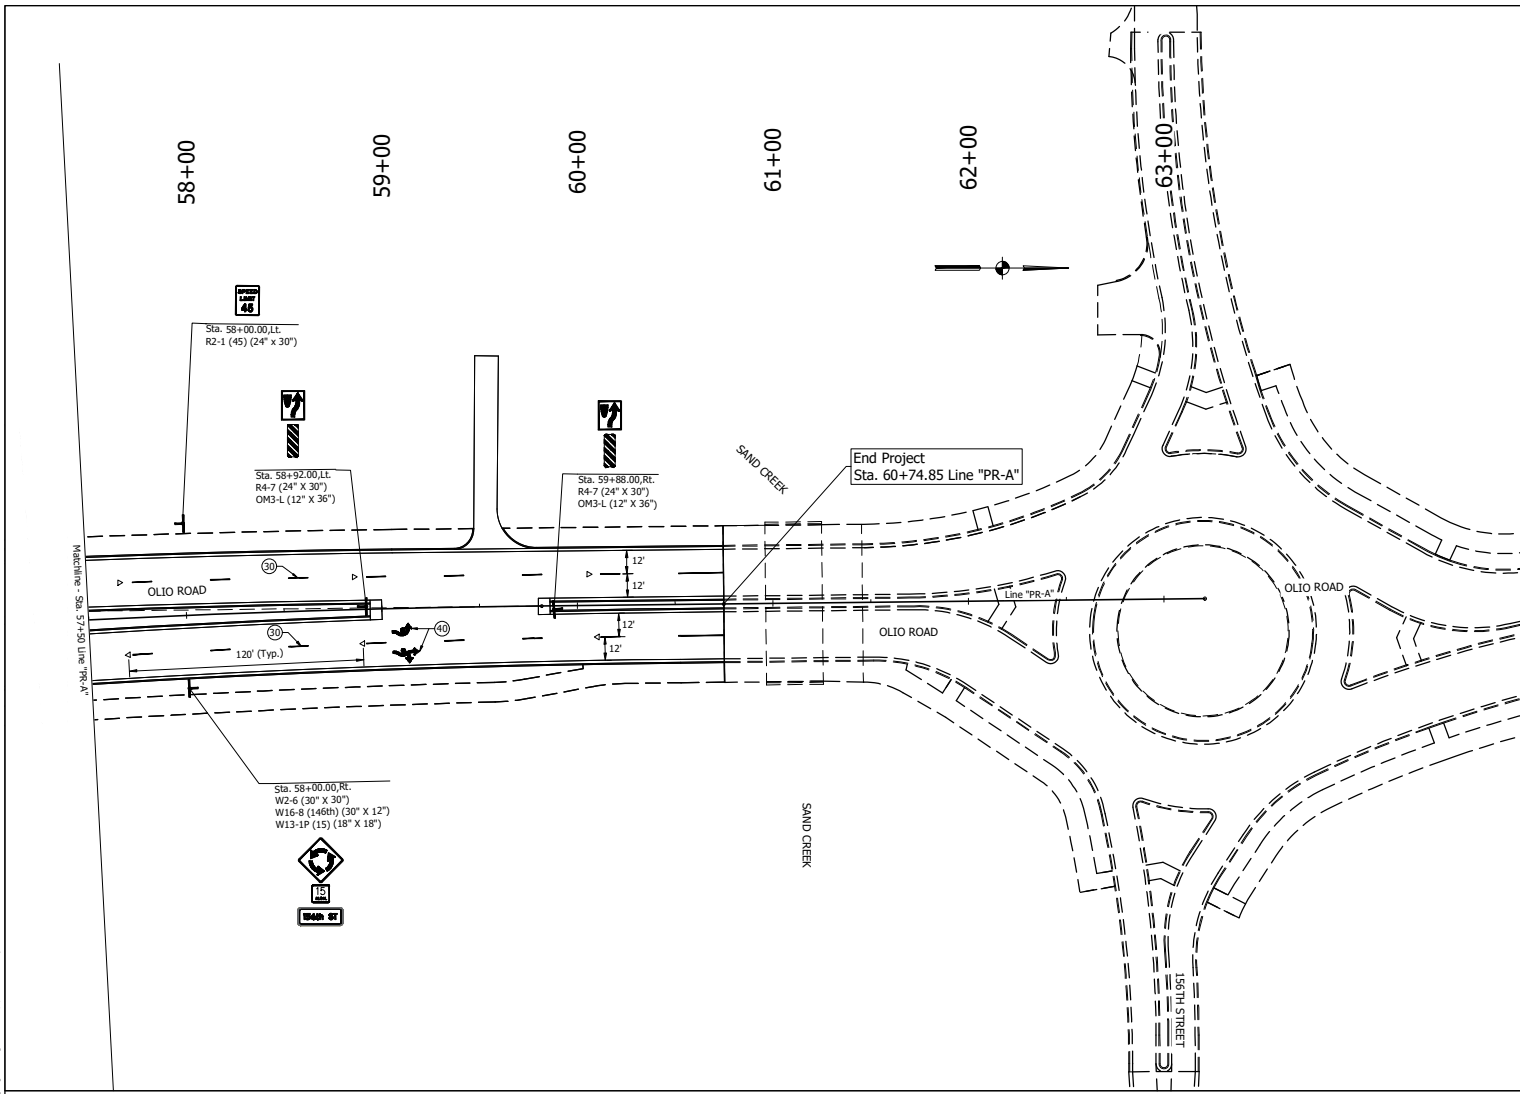 58+00
59+00
60+00
61+00
62+00
63+00
SPEED
LIMIT
45
Sta. 58+00.00,Lt.
R2-1 (45) (24" x 30")
Sta. 58+92.00,Lt.
R4-7 (24" X 30")
OM3-L (12" X 36")
Sta. 59+88.00,Rt.
R4-7 (24" X 30")
OM3-L (12" X 36")
SAND CREEK
End Project
Sta. 60+74.85 Line "PR-A"
Matchline - Sta. 57+50 Line "PR-A"
30
OLIO ROAD
12'
12'
30
40
120' (Typ.)
12'
12'
OLIO ROAD
Line "PR-A"
OLIO ROAD
Sta. 58+00.00,Rt.
W2-6 (30" X 30")
W16-8 (146th) (30" X 12")
W13-1P (15) (18" X 18")
15
SAND CREEK
156TH STREET